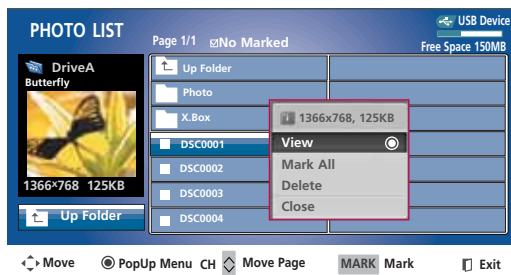 PHOTO LIST
Page 1/1 No Marked
USB Device
Free Space 150MB
DriveA
Butterfly
1366x768 125KB
Up Folder
Up Folder
Photo
X.Box
DSC0001
DSC0002
DSC0003
DSC0004
1366x768, 125KB
View
Mark All
Delete
Close
Move
PopUp Menu
CH
Move Page
MARK
Mark
Exit